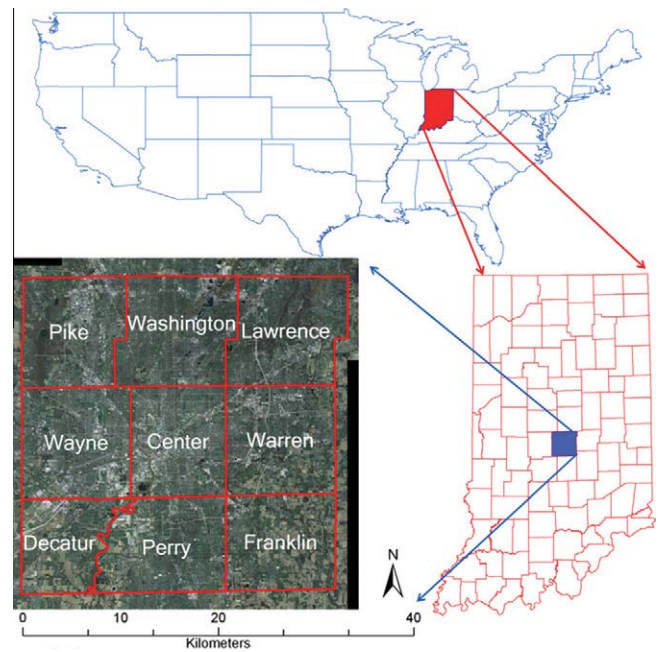 Pike Washington Lawrence
Wayne Center Warren
Decatur Perry Franklin
N
0 10 20 40
Kilometers